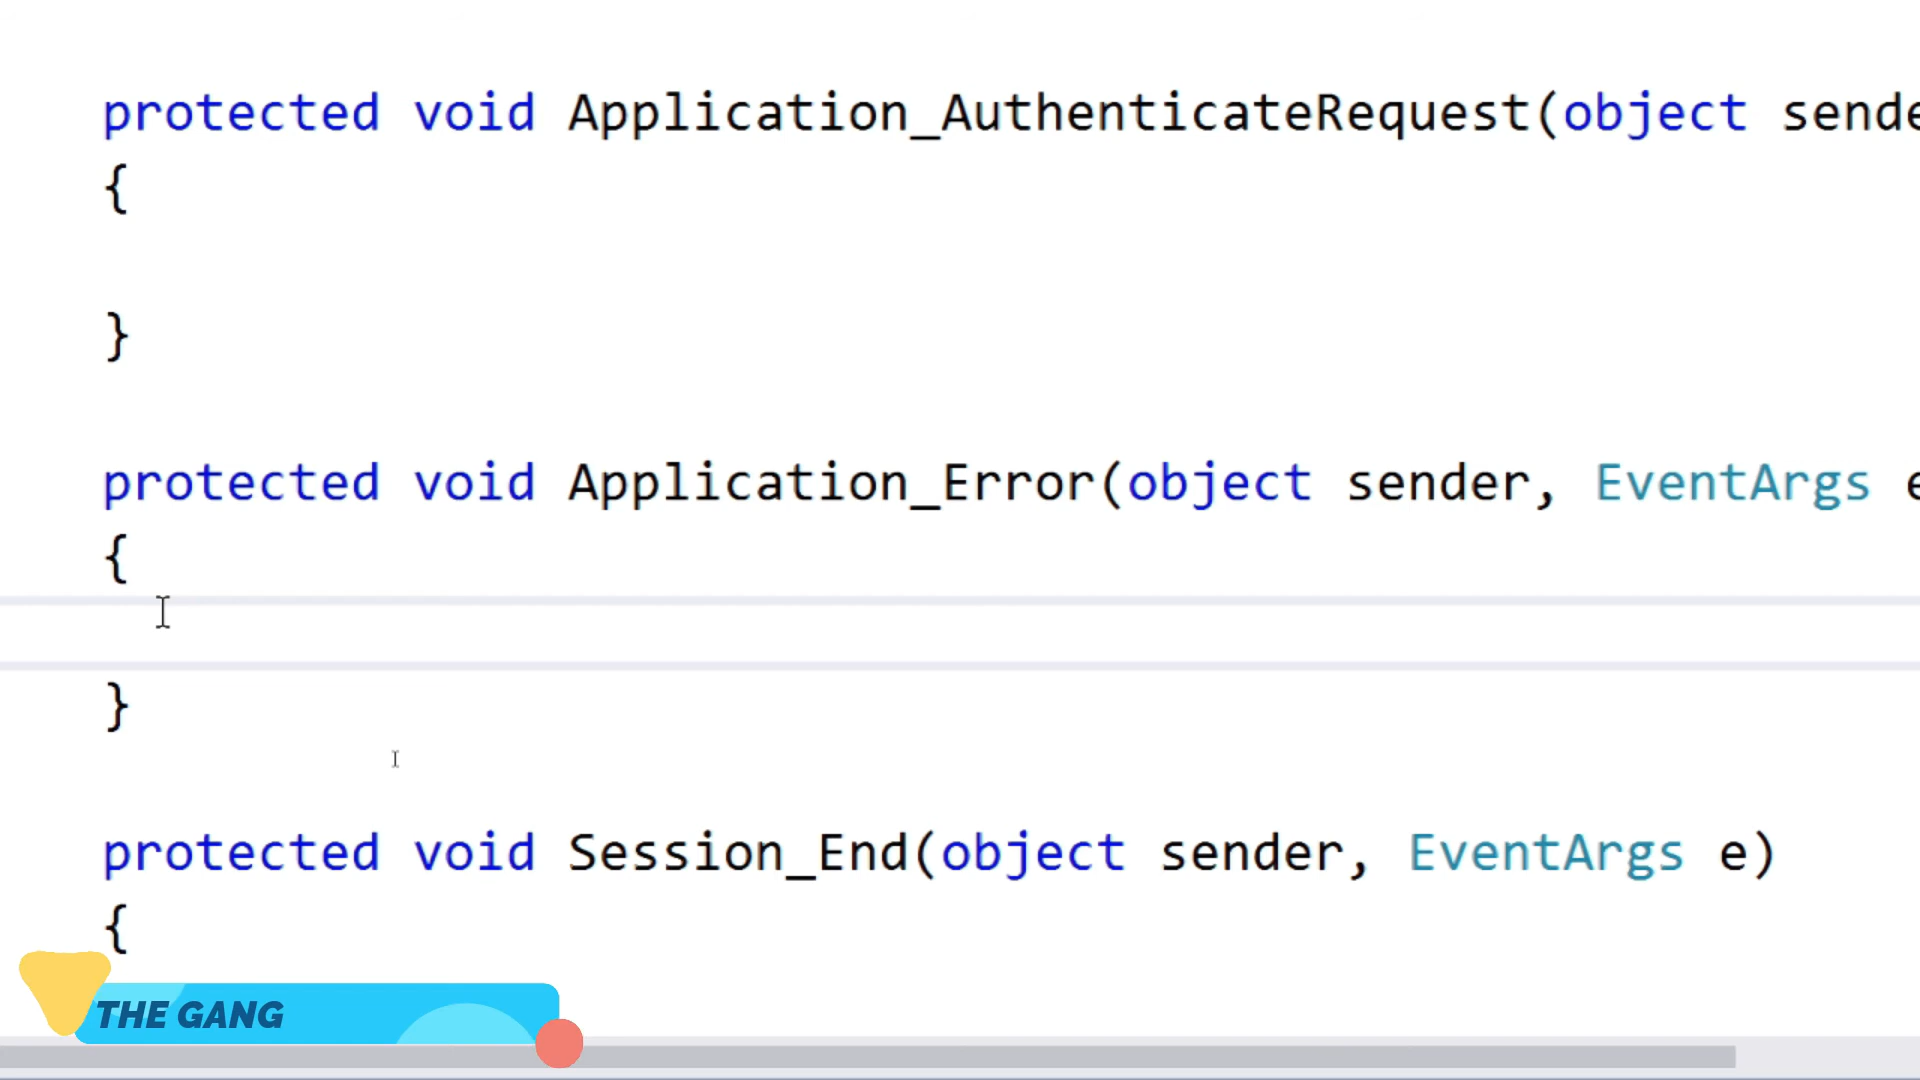 protected void Application_AuthenticateRequest(object sende
{
}
protected void Application_Error(object sender, EventArgs e
{
}
protected void Session_End(object sender, EventArgs e)
{
THE GANG